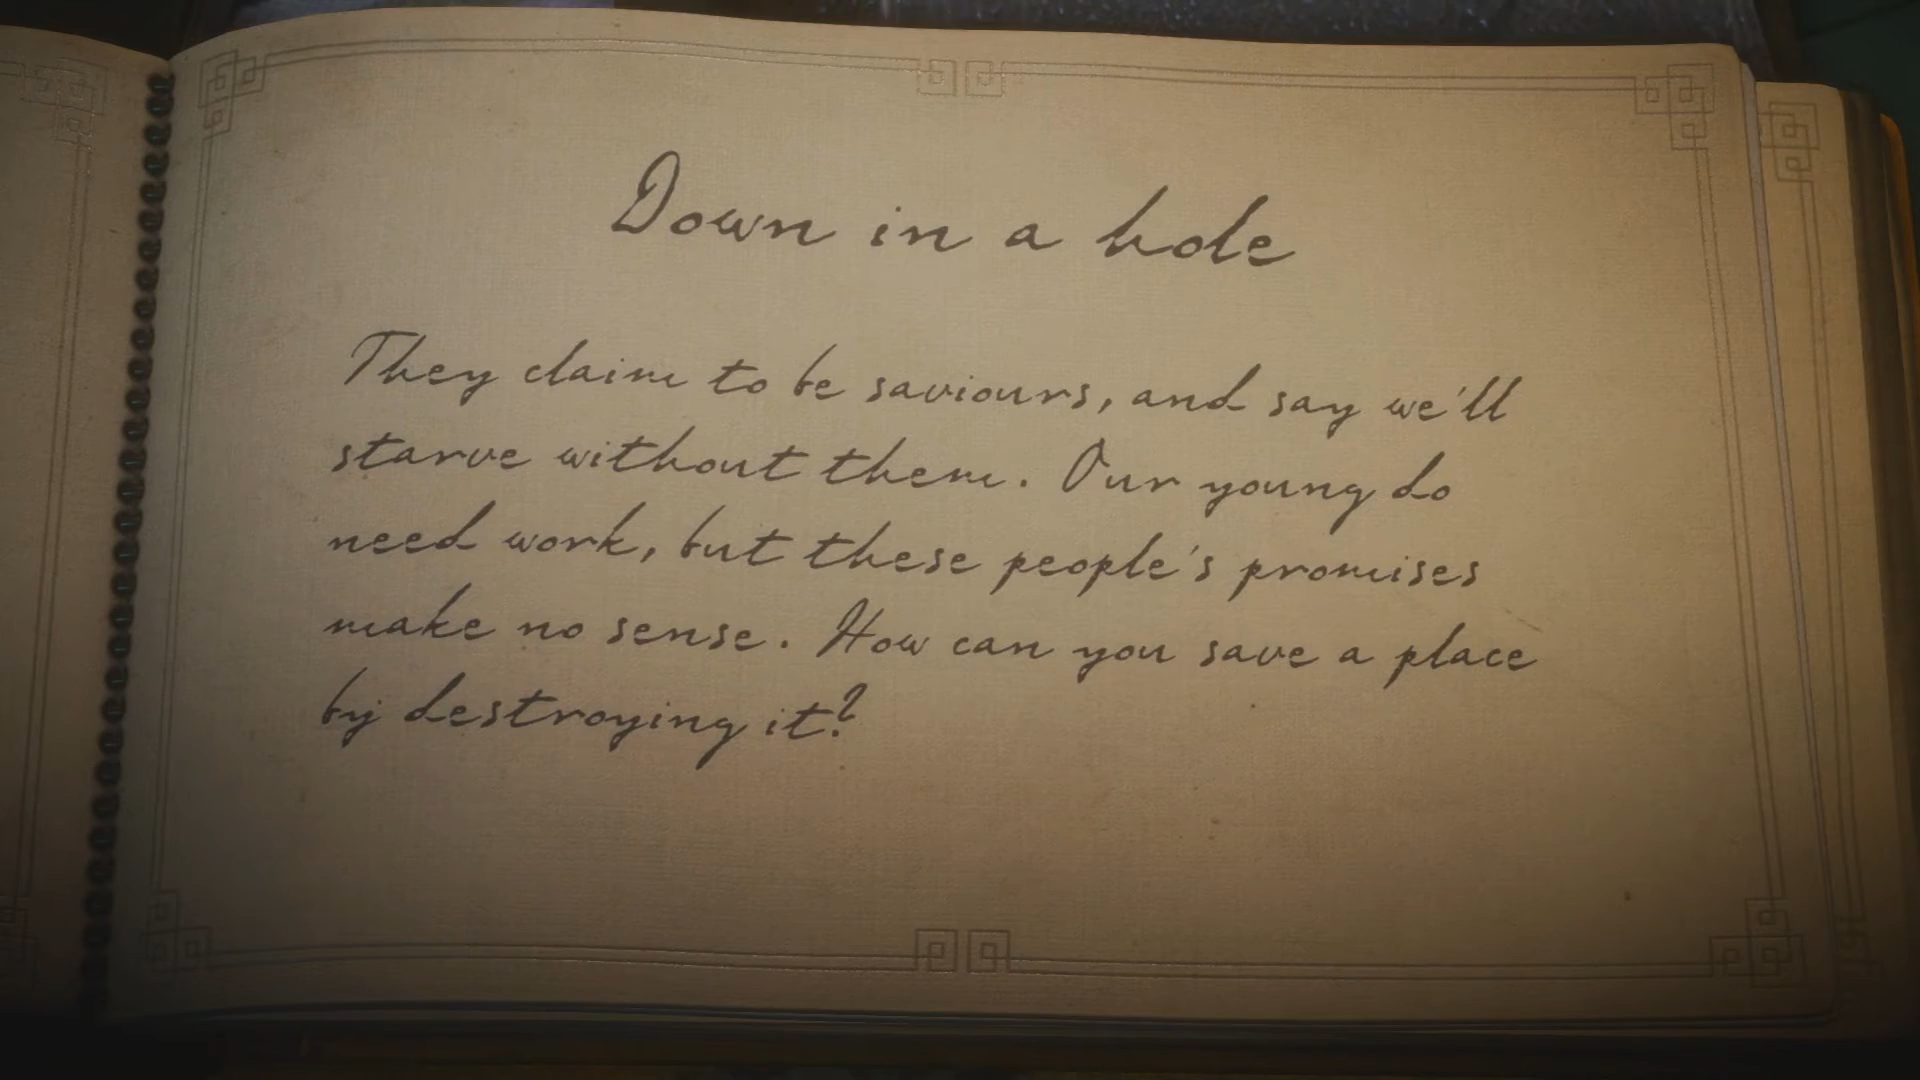 Down in a hole
They claim to be saviours, and say we'll
starve without them. Our young do
need work, but these people's promises
make no sense. How can you save a place
by destroying it?